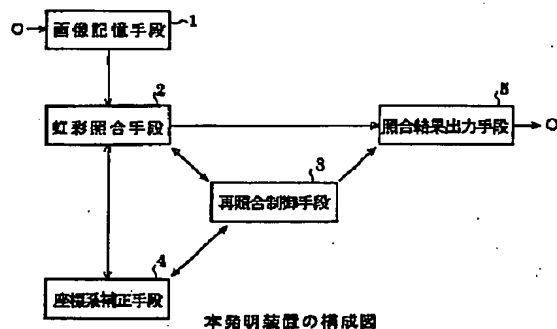 画像記憶手段
1
虹彩照合手段
2
照合結果出力手段
5
再照合制御手段
3
座標系補正手段
4
本発明装置の構成図